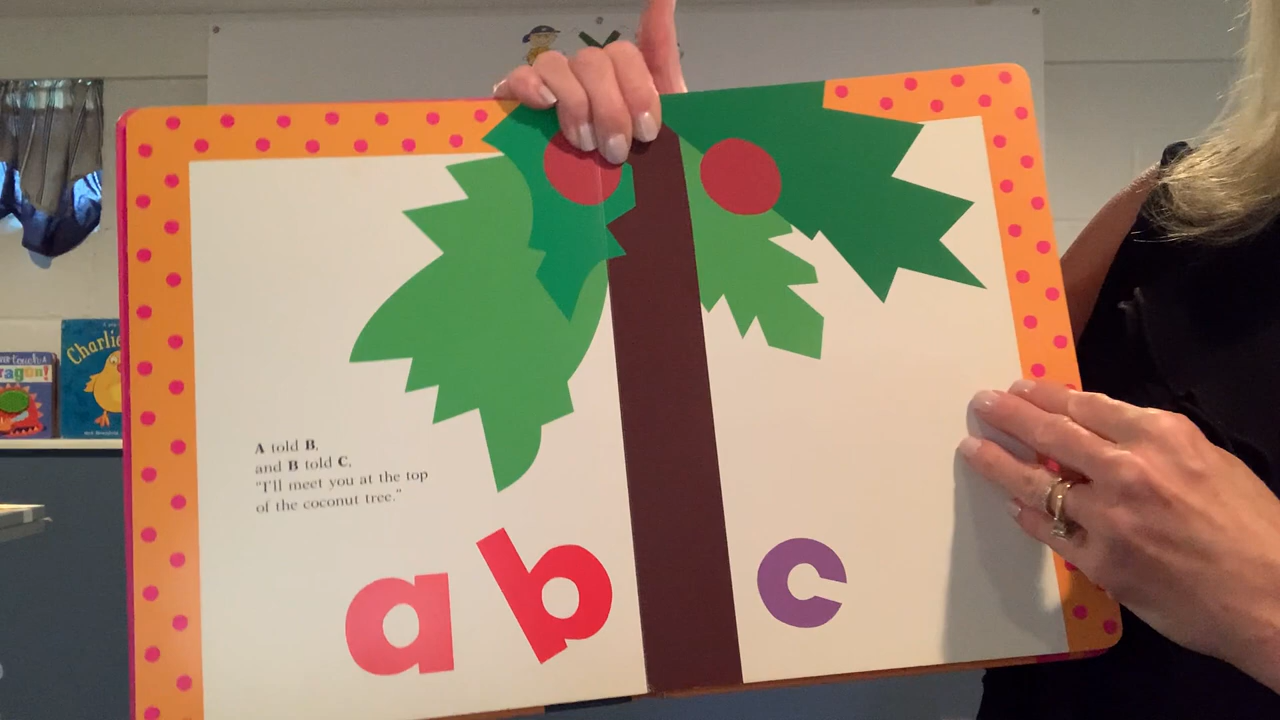 A told B,
and B told C,
"I'll meet you at the top
of the coconut tree."
a b c
Charlie